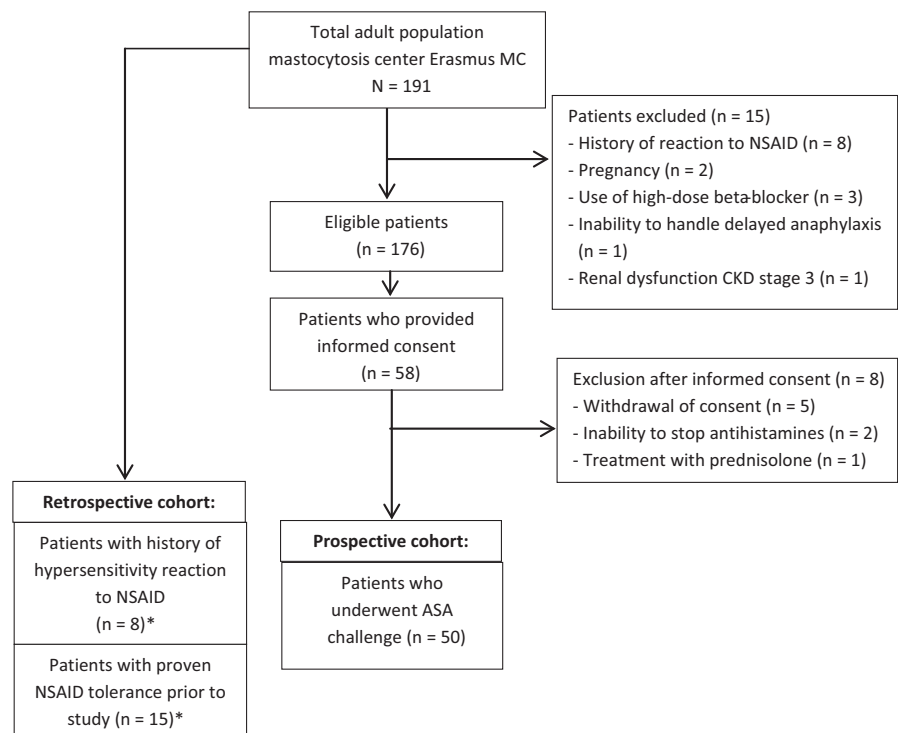 Total adult population
mastocytosis center Erasmus MC
N = 191
Patients excluded (n = 15)
- History of reaction to NSAID (n = 8)
- Pregnancy (n = 2)
- Use of high-dose beta-blocker (n = 3)
- Inability to handle delayed anaphylaxis
(n = 1)
- Renal dysfunction CKD stage 3 (n = 1)
Eligible patients
(n = 176)
Patients who provided
informed consent
(n = 58)
Exclusion after informed consent (n = 8)
- Withdrawal of consent (n = 5)
- Inability to stop antihistamines (n = 2)
- Treatment with prednisolone (n = 1)
Retrospective cohort:
Patients with history of
hypersensitivity reaction
to NSAID
(n = 8)*
Patients with proven
NSAID tolerance prior to
study (n = 15)*
Prospective cohort:
Patients who
underwent ASA
challenge (n = 50)